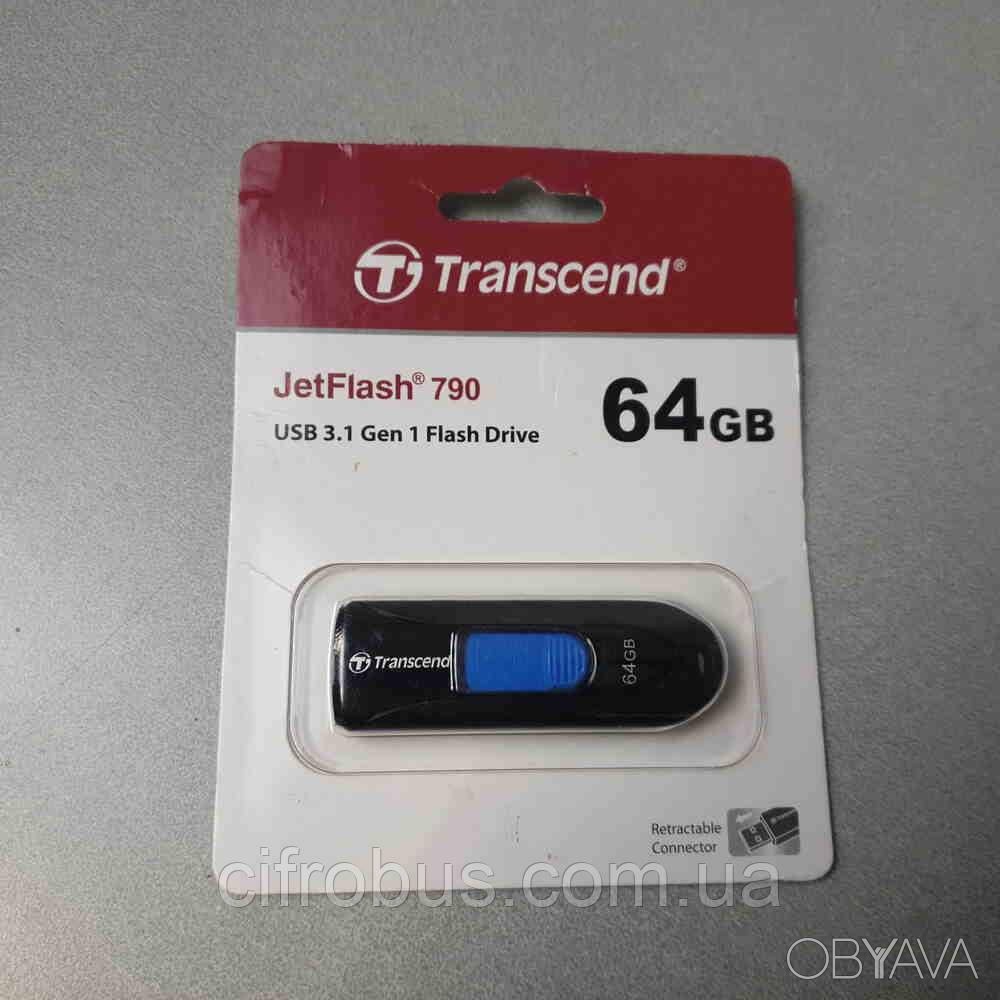 Transcend®
JetFlash® 790
64GB
USB 3.1 Gen 1 Flash Drive
Transcend
64GB
Retractable
Connector
cifrobus.com.ua
OBYAVA